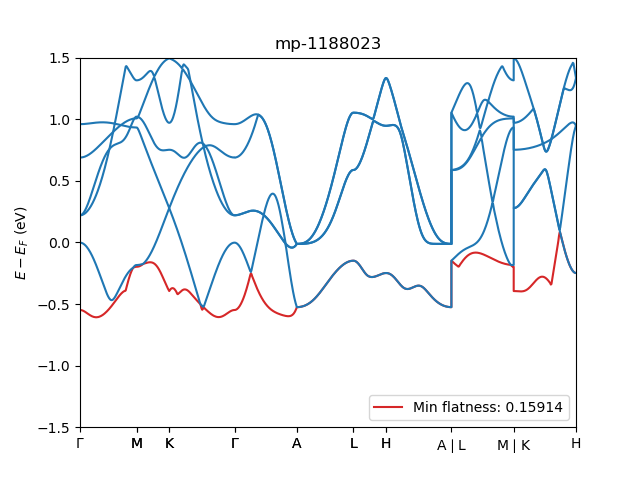 mp-1188023
E − E_F (eV)
1.5
1.0
0.5
0.0
−0.5
−1.0
−1.5
Min flatness: 0.15914
Γ M K Γ A L H A | L M | K H